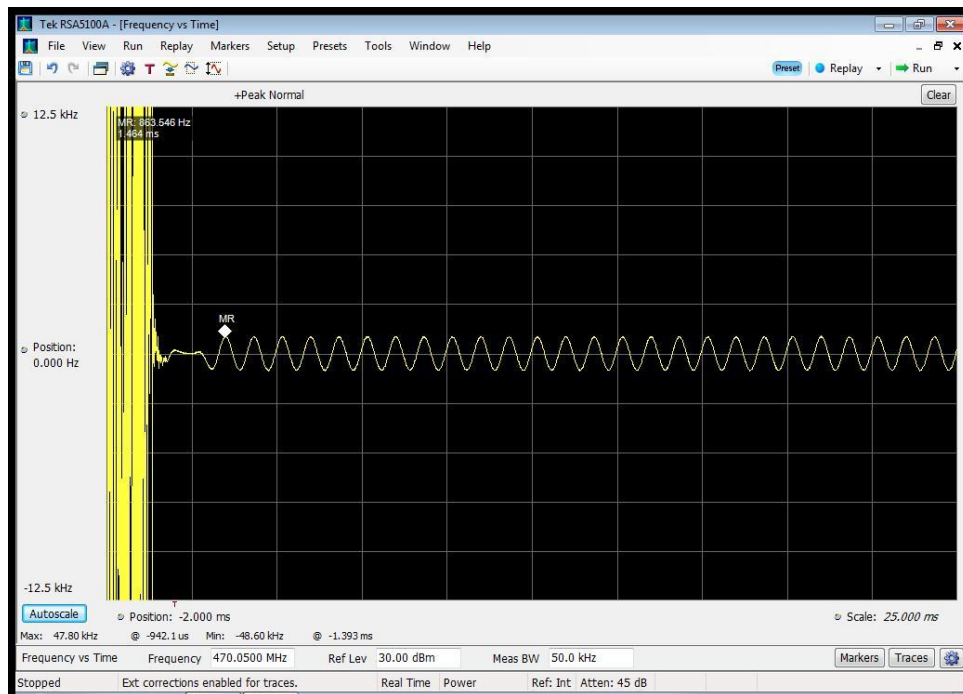 Tek RSA5100A - [Frequency vs Time]
File View Run Replay Markers Setup Presets Tools Window Help
T Preset Replay Run
+Peak Normal Clear
12.5 kHz
MR: 863.546 Hz
1.464 ms
MR
Position:
0.000 Hz
-12.5 kHz
T
Autoscale Position: -2.000 ms Scale: 25.000 ms
Max: 47.80 kHz @ -942.1 us Min: -48.60 kHz @ -1.393 ms
Frequency vs Time Frequency 470.0500 MHz Ref Lev 30.00 dBm Meas BW 50.0 kHz Markers Traces
Stopped Ext corrections enabled for traces. Real Time Power Ref: Int Atten: 45 dB